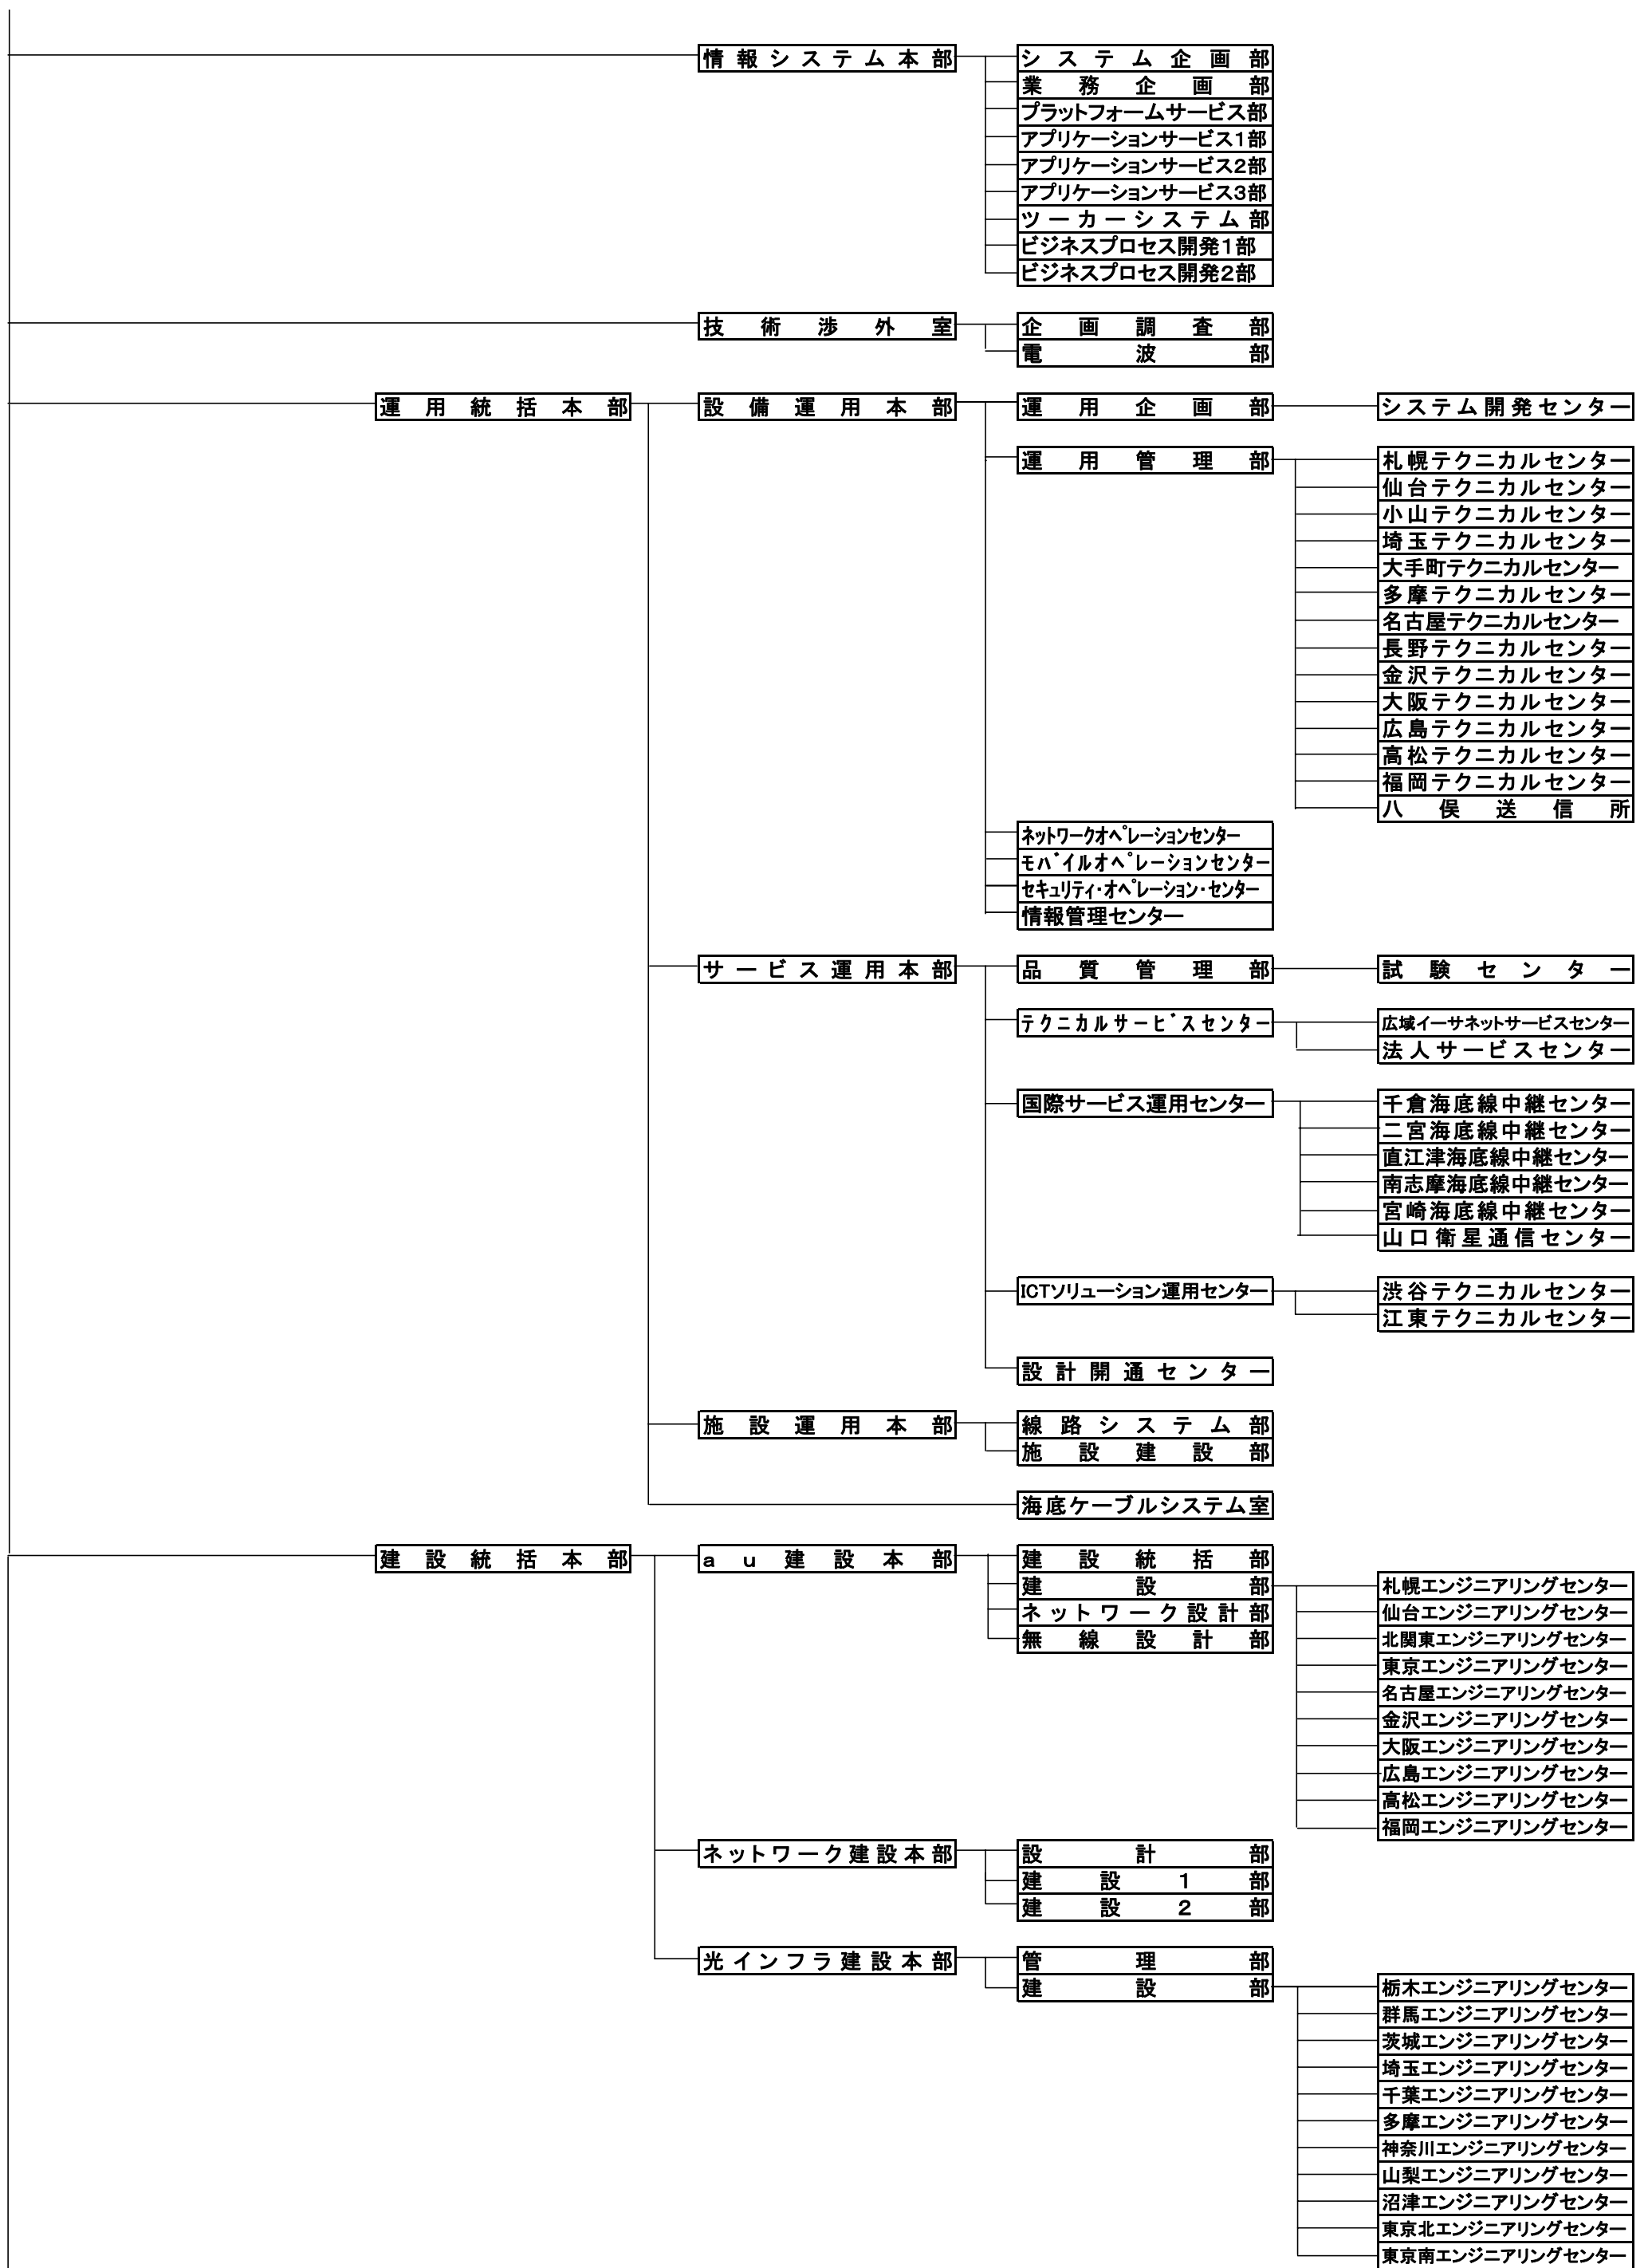 情報システム本部
システム企画部
業務企画部
プラットフォームサービス部
アプリケーションサービス1部
アプリケーションサービス2部
アプリケーションサービス3部
ツーカーシステム部
ビジネスプロセス開発1部
ビジネスプロセス開発2部
技術渉外室
企画調査部
電波部
運用統括本部
設備運用本部
運用企画部
システム開発センター
運用管理部
札幌テクニカルセンター
仙台テクニカルセンター
小山テクニカルセンター
埼玉テクニカルセンター
大手町テクニカルセンター
多摩テクニカルセンター
名古屋テクニカルセンター
長野テクニカルセンター
金沢テクニカルセンター
大阪テクニカルセンター
広島テクニカルセンター
高松テクニカルセンター
福岡テクニカルセンター
八俣送信所
ネットワークオペレーションセンター
モバイルオペレーションセンター
セキュリティ・オペレーション・センター
情報管理センター
サービス運用本部
品質管理部
試験センター
テクニカルサービスセンター
広域イーサネットサービスセンター
法人サービスセンター
国際サービス運用センター
千倉海底線中継センター
二宮海底線中継センター
直江津海底線中継センター
南志摩海底線中継センター
宮崎海底線中継センター
山口衛星通信センター
ICTソリューション運用センター
渋谷テクニカルセンター
江東テクニカルセンター
設計開通センター
施設運用本部
線路システム部
施設建設部
海底ケーブルシステム室
建設統括本部
au建設本部
建設統括部
建設部
札幌エンジニアリングセンター
ネットワーク設計部
仙台エンジニアリングセンター
無線設計部
北関東エンジニアリングセンター
東京エンジニアリングセンター
名古屋エンジニアリングセンター
金沢エンジニアリングセンター
大阪エンジニアリングセンター
広島エンジニアリングセンター
高松エンジニアリングセンター
福岡エンジニアリングセンター
ネットワーク建設本部
設計部
建設1部
建設2部
光インフラ建設本部
管理部
建設部
栃木エンジニアリングセンター
群馬エンジニアリングセンター
茨城エンジニアリングセンター
埼玉エンジニアリングセンター
千葉エンジニアリングセンター
多摩エンジニアリングセンター
神奈川エンジニアリングセンター
山梨エンジニアリングセンター
沼津エンジニアリングセンター
東京北エンジニアリングセンター
東京南エンジニアリングセンター